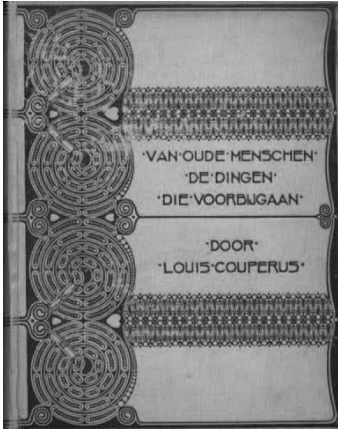 ·VAN·OUDE·MENSCHEN·
·DE·DINGEN·
·DIE·VOORBIJGAAN·
·DOOR·
·LOUIS·COUPERUS·